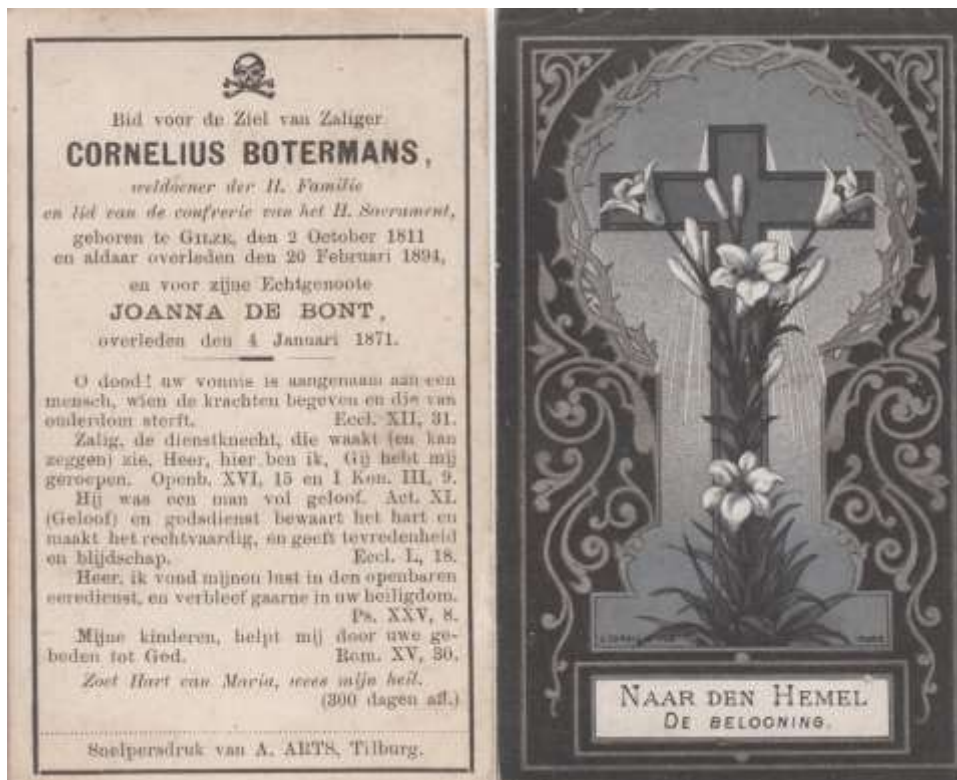 Bid voor de Ziel van Zaliger
CORNELIUS BOTERMANS,
weldoener der H. Familie
en lid van de confrerie van het H. Sacrament,
geboren te GILZE, den 2 October 1811
en aldaar overleden den 20 Februari 1894,
en voor zijne Echtgenoote
JOANNA DE BONT,
overleden den 4 Januari 1871.
O dood! uw vonnis is aangenaam aan een
mensch, wien de krachten begeven en die van
ouderdom sterft. Eccl. XII, 31.
Zalig, de dienstknecht, die waakt (en kan
zeggen) zie, Heer, hier ben ik, Gij hebt mij
geroepen. Openb. XVI, 15 en 1 Kon. III, 9.
Hij was een man vol geloof. Act. XI.
(Geloof) en godsdienst bewaart het hart en
maakt het rechtvaardig, en geeft tevredenheid
en blijdschap. Eccl. I, 18.
Heer, ik vond mijnen lust in den openbaren
eeredienst, en verbleef gaarne in uw heiligdom.
Ps. XXV, 8.
Mijne kinderen, helpt mij door uwe ge-
beden tot God. Rom. XV, 30.
Zoet Hart van Maria, wees mijn heil.
(300 dagen afl.)
Snelpersdruk van A. ARTS, Tilburg.
NAAR DEN HEMEL
DE BELOONING.